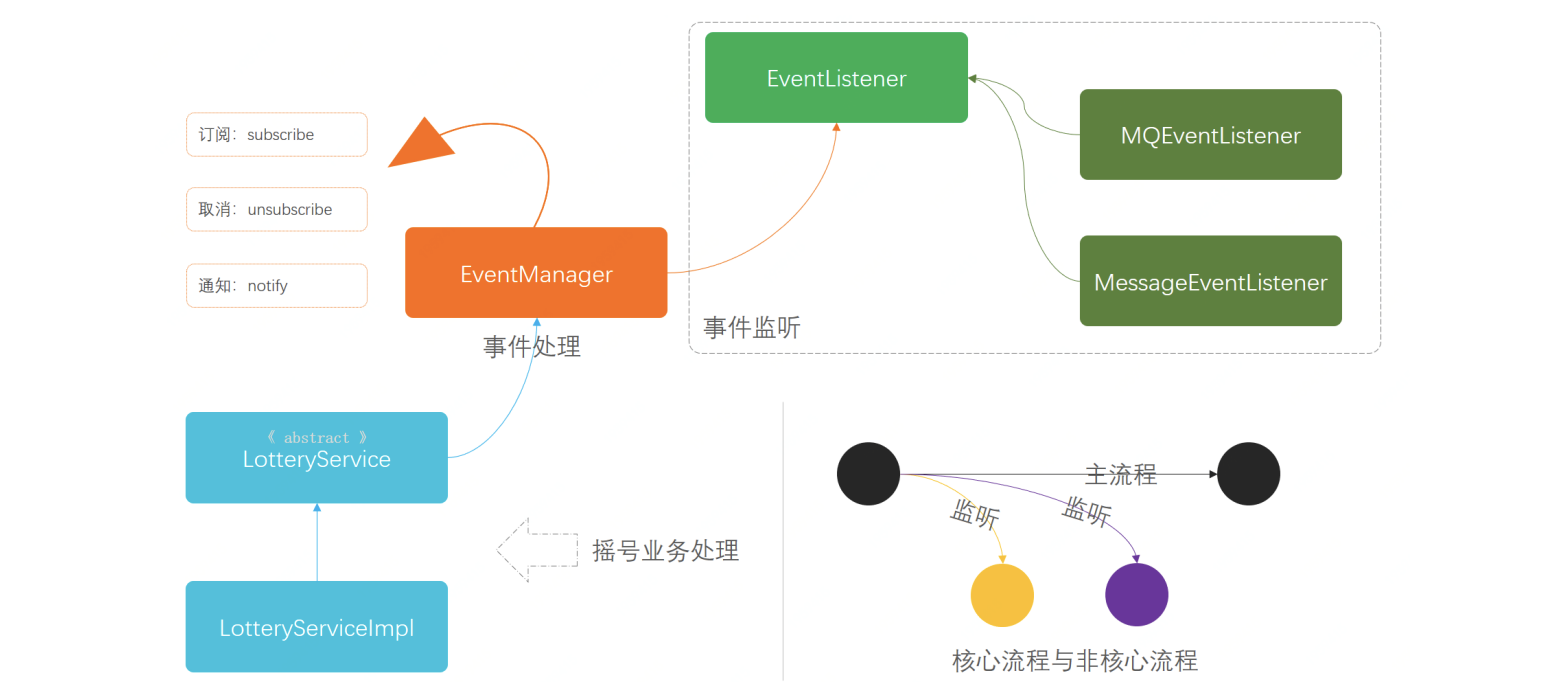 EventListener
MQEventListener
MessageEventListener
事件监听
订阅：subscribe
取消：unsubscribe
通知：notify
EventManager
事件处理
《 abstract 》
LotteryService
LotteryServiceImpl
摇号业务处理
主流程
监听
监听
核心流程与非核心流程